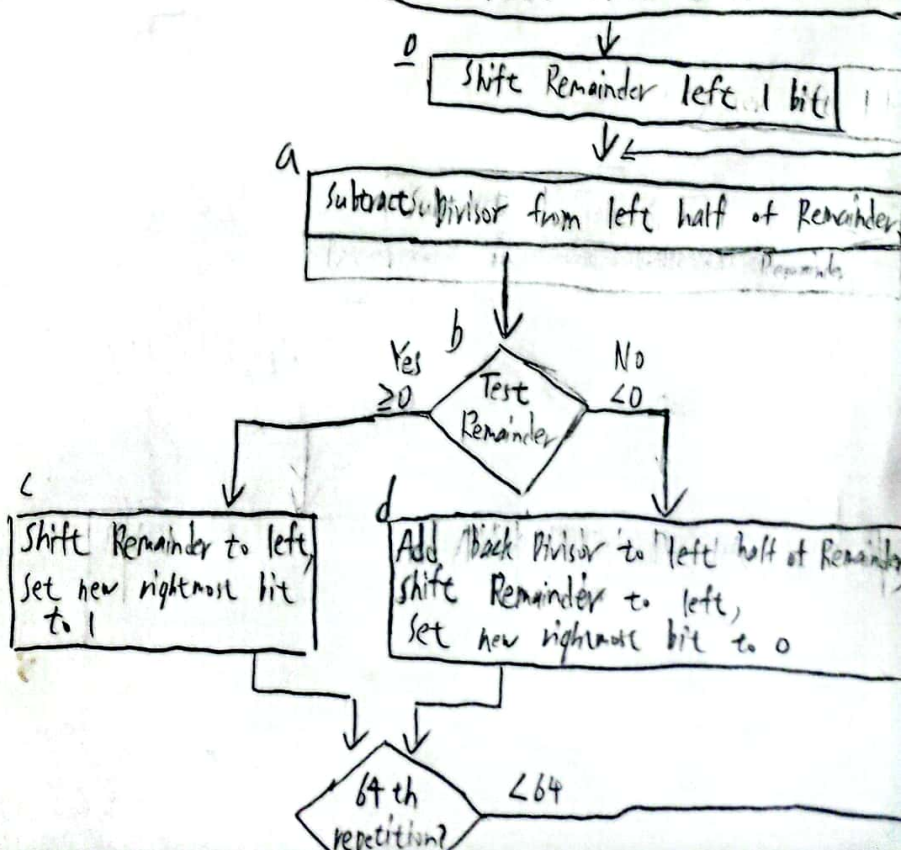 0
Shift Remainder left 1 bit
a
Subtract Divisor from left half of Remainder
b
Yes
≥0
Test
Remainder
No
<0
c
Shift Remainder to left,
set new rightmost bit
to 1
d
Add back Divisor to left half of Remainder,
shift Remainder to left,
set new rightmost bit to 0
64th
repetition?
<64